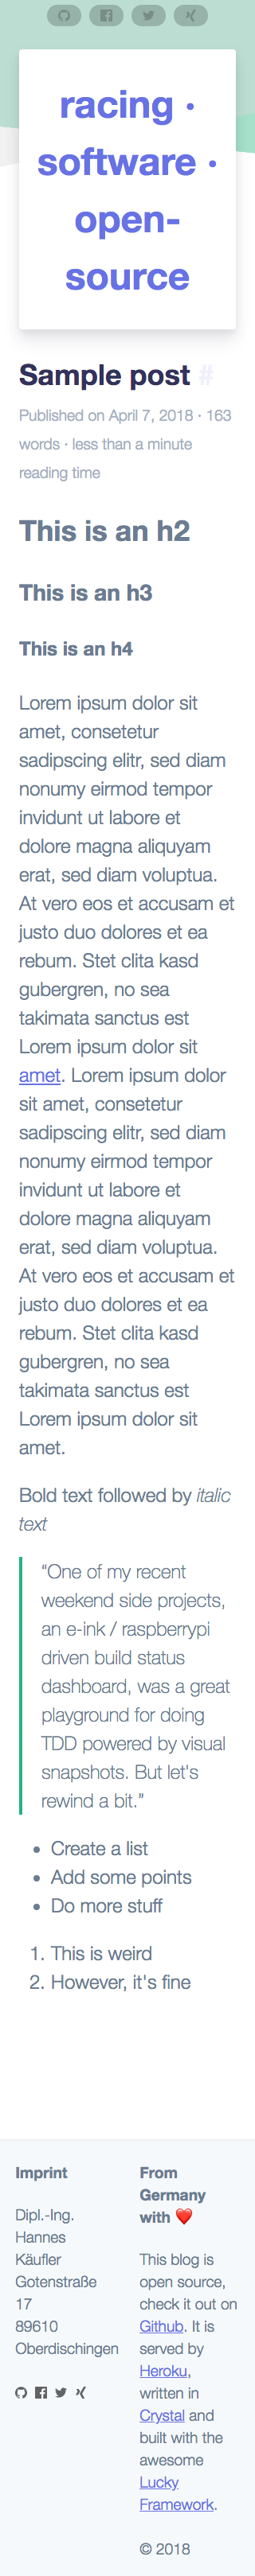 racing ·
software ·
open-
source
Sample post #
Published on April 7, 2018 · 163
words · less than a minute
reading time
This is an h2
This is an h3
This is an h4
Lorem ipsum dolor sit
amet, consetetur
sadipscing elitr, sed diam
nonumy eirmod tempor
invidunt ut labore et
dolore magna aliquyam
erat, sed diam voluptua.
At vero eos et accusam et
justo duo dolores et ea
rebum. Stet clita kasd
gubergren, no sea
takimata sanctus est
Lorem ipsum dolor sit
amet. Lorem ipsum dolor
sit amet, consetetur
sadipscing elitr, sed diam
nonumy eirmod tempor
invidunt ut labore et
dolore magna aliquyam
erat, sed diam voluptua.
At vero eos et accusam et
justo duo dolores et ea
rebum. Stet clita kasd
gubergren, no sea
takimata sanctus est
Lorem ipsum dolor sit
amet.
Bold text followed by italic
text
“One of my recent
weekend side projects,
an e-ink / raspberrypi
driven build status
dashboard, was a great
playground for doing
TDD powered by visual
snapshots. But let's
rewind a bit.”
• Create a list
• Add some points
• Do more stuff
1. This is weird
2. However, it's fine
Imprint
Dipl.-Ing.
Hannes
Käufler
Gotenstraße
17
89610
Oberdischingen
From
Germany
with ❤️
This blog is
open source,
check it out on
Github. It is
served by
Heroku,
written in
Crystal and
built with the
awesome
Lucky
Framework.
© 2018